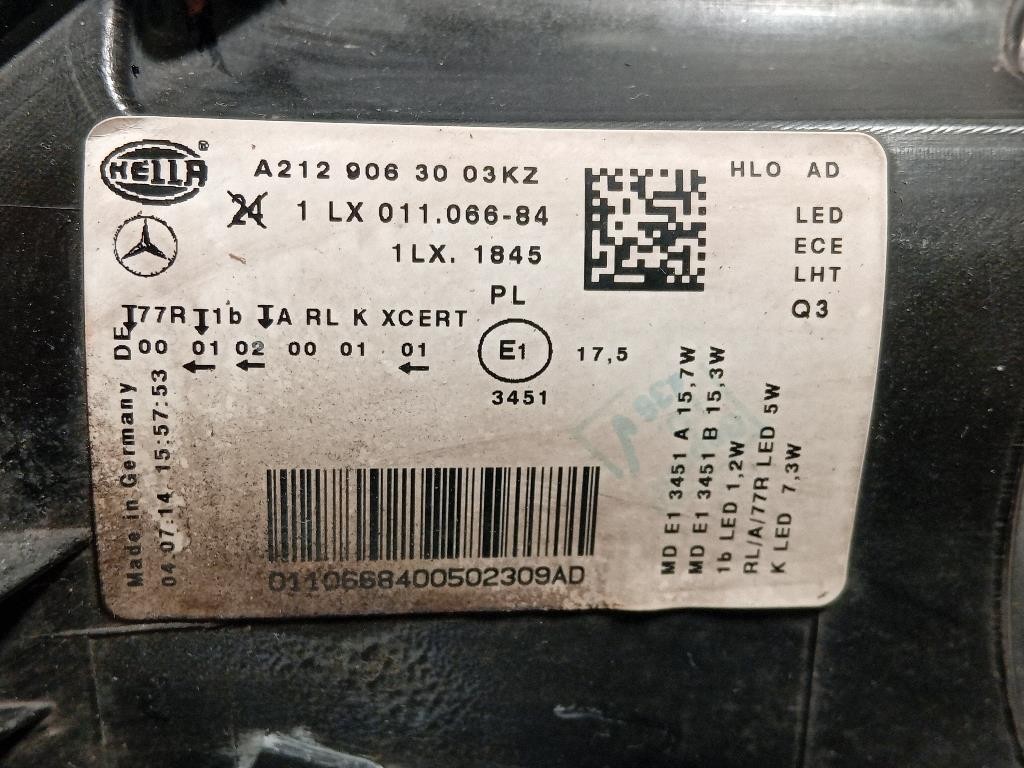 HELLA®
A212 906 30 03KZ
HLO AD
24 1 LX 011.066-84
1LX. 1845
LED
ECE
LHT
Q3
PL
77R 1b A RL K XCERT
00 01 02 00 01 01
E1
17,5
3451
Made in Germany DE
04.07.14 15:57:53
MD E1 3451 A 15,7W
MD E1 3451 B 15,3W
1b LED 1,2W
RL/A/77R LED 5W
K LED 7,3W
0110668400502309AD